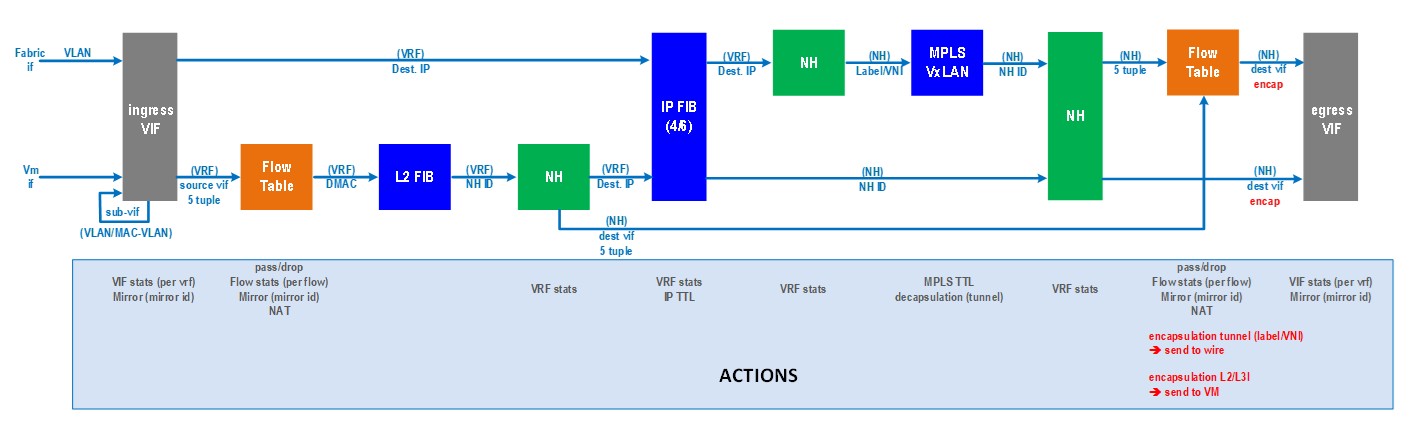 Fabric
if
VLAN
ingress
VIF
(VRF)
Dest. IP
IP FIB
(4/6)
(VRF)
Dest. IP
NH
(NH)
Label/VNI
MPLS
VxLAN
(NH)
NH ID
NH
(NH)
5 tuple
Flow
Table
(NH)
dest vif
encap
egress
VIF
Vm
if
sub-vif
(VLAN/MAC-VLAN)
(VRF)
source vif
5 tuple
Flow
Table
(VRF)
DMAC
L2 FIB
(VRF)
NH ID
NH
(VRF)
Dest. IP
(NH)
NH ID
(NH)
dest vif
encap
(NH)
dest vif
5 tuple
VIF stats (per vrf)
Mirror (mirror id)
pass/drop
Flow stats (per flow)
Mirror (mirror id)
NAT
VRF stats
VRF stats
IP TTL
VRF stats
MPLS TTL
decapsulation (tunnel)
VRF stats
pass/drop
Flow stats (per flow)
Mirror (mirror id)
NAT
VIF stats (per vrf)
Mirror (mirror id)
encapsulation tunnel (label/VNI)
➔ send to wire
encapsulation L2/L3l
➔ send to VM
ACTIONS